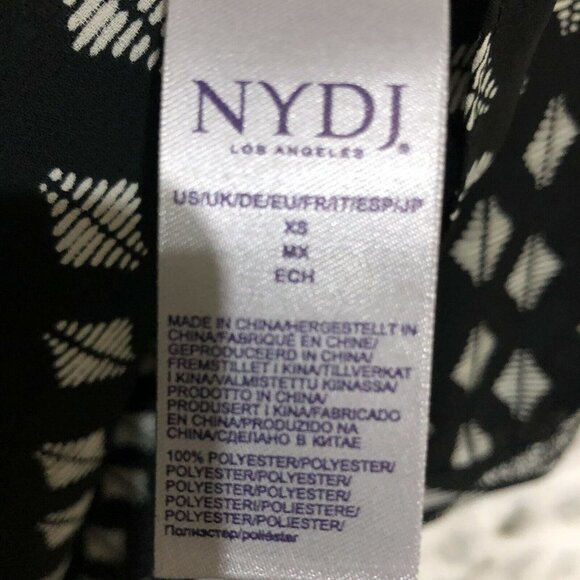 NYDJ®
LOS ANGELES
US/UK/DE/EU/FR/IT/ESP/JP
XS
MX
ECH
MADE IN CHINA/HERGESTELLT IN
CHINA/FABRIQUÉ EN CHINE/
GEPRODUCEERD IN CHINA/
FREMSTILLET I KINA/TILLVERKAT
I KINA/VALMISTETTU KIINASSA/
PRODOTTO IN CHINA/
PRODUSERT I KINA/FABRICADO
EN CHINA/PRODUZIDO NA
CHINA/СДЕЛАНО В КИТАЕ
100% POLYESTER/POLYESTER/
POLYESTER/POLYESTER/
POLYESTER/POLYESTER/
POLYESTERI/POLIESTERE/
POLYESTER/POLIESTER/
Полиэстер/poliéster